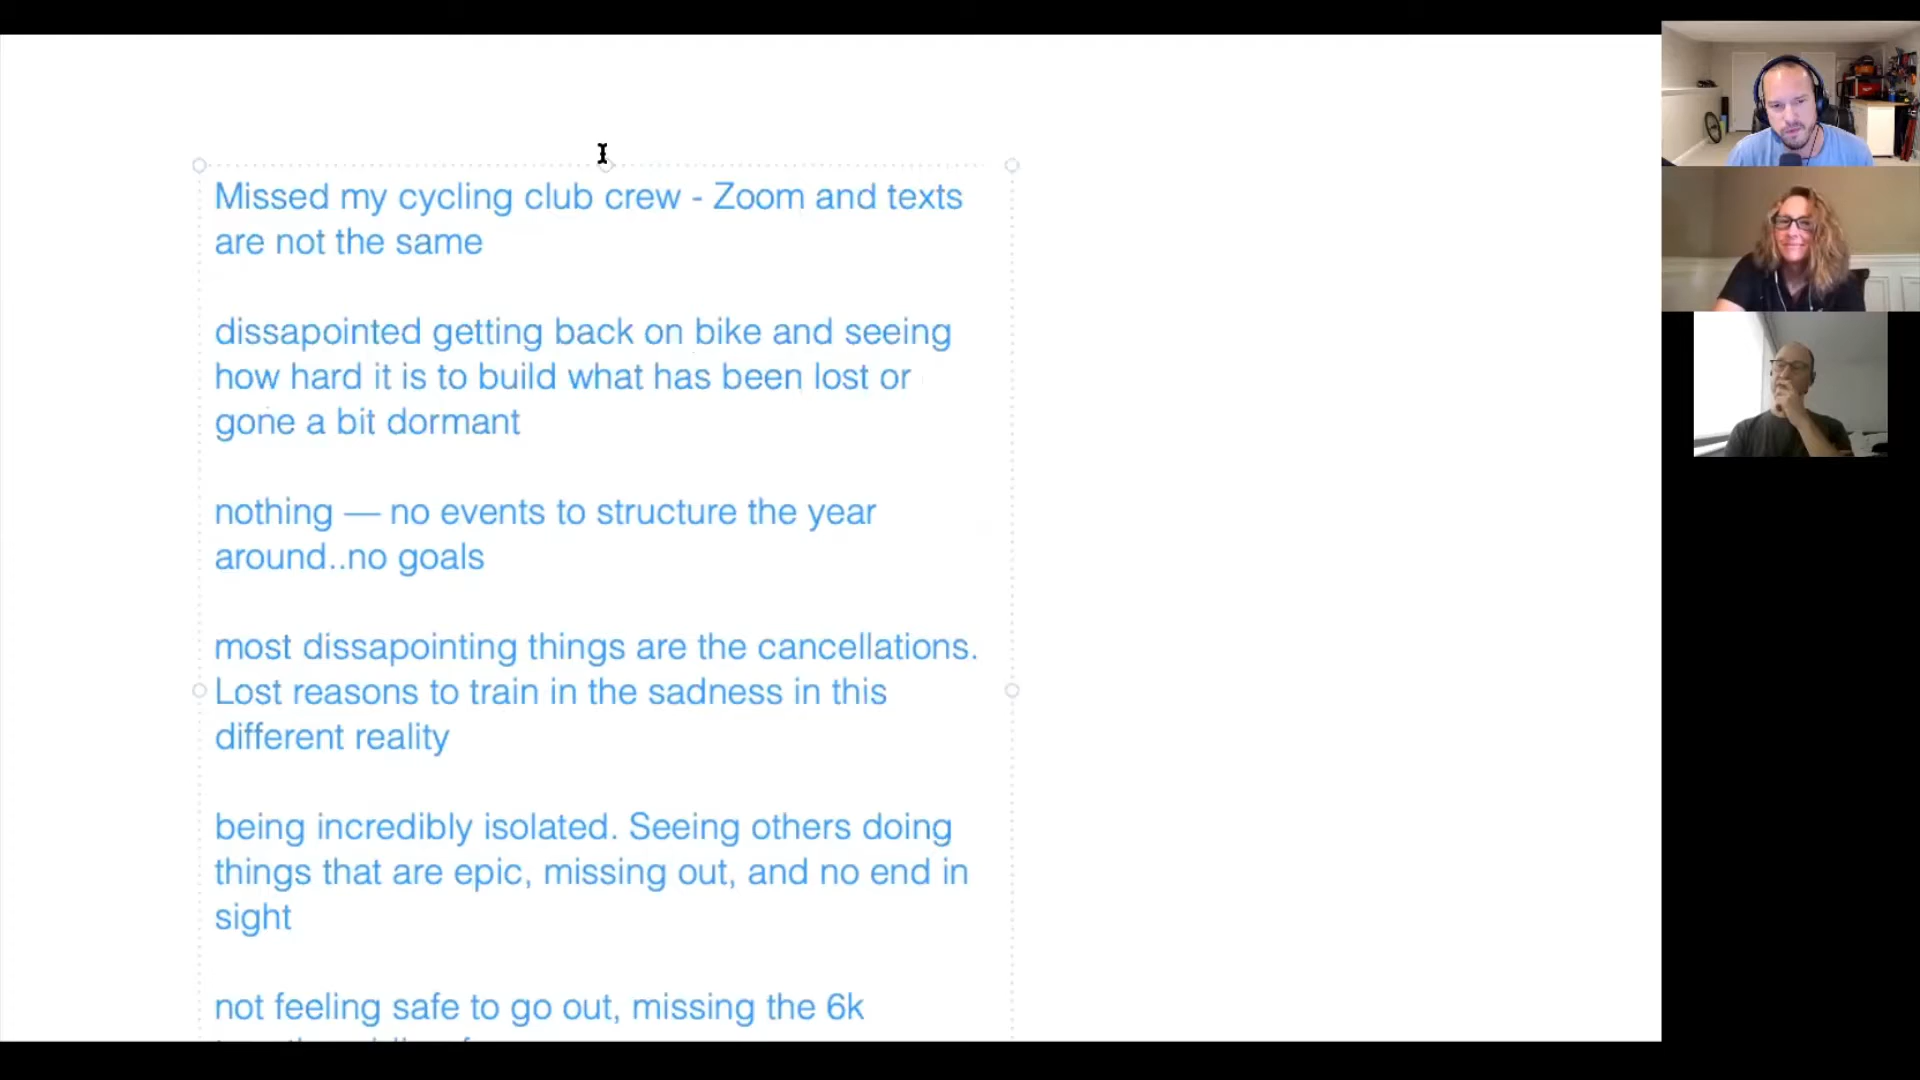 Missed my cycling club crew - Zoom and texts
are not the same
dissapointed getting back on bike and seeing
how hard it is to build what has been lost or
gone a bit dormant
nothing — no events to structure the year
around..no goals
most dissapointing things are the cancellations.
Lost reasons to train in the sadness in this
different reality
being incredibly isolated. Seeing others doing
things that are epic, missing out, and no end in
sight
not feeling safe to go out, missing the 6k